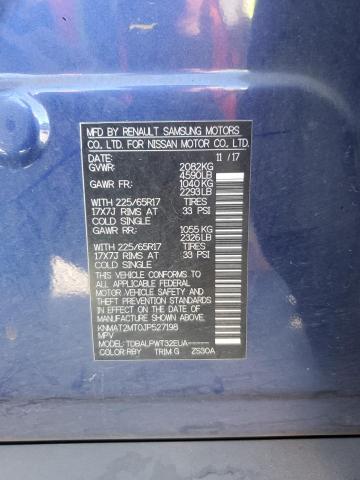 MFD BY RENAULT SAMSUNG MOTORS
CO., LTD. FOR NISSAN MOTOR CO., LTD.
DATE: 11 / 17
GVWR: 2082KG
4590LB
GAWR FR: 1040KG
2293LB
WITH 225/65R17 TIRES
17X7J RIMS AT 33 PSI
COLD SINGLE
GAWR RR: 1055KG
2326LB
WITH 225/65R17 TIRES
17X7J RIMS AT 33 PSI
COLD SINGLE
THIS VEHICLE CONFORMS TO
ALL APPLICABLE FEDERAL
MOTOR VEHICLE SAFETY AND
THEFT PREVENTION STANDARDS
IN EFFECT ON THE DATE OF
MANUFACTURE SHOWN ABOVE.
KNMAT2MT0JP527198
MPV
MODEL: TDBALPWT32EUA--------
COLOR: RBY TRIM: G ZS30A